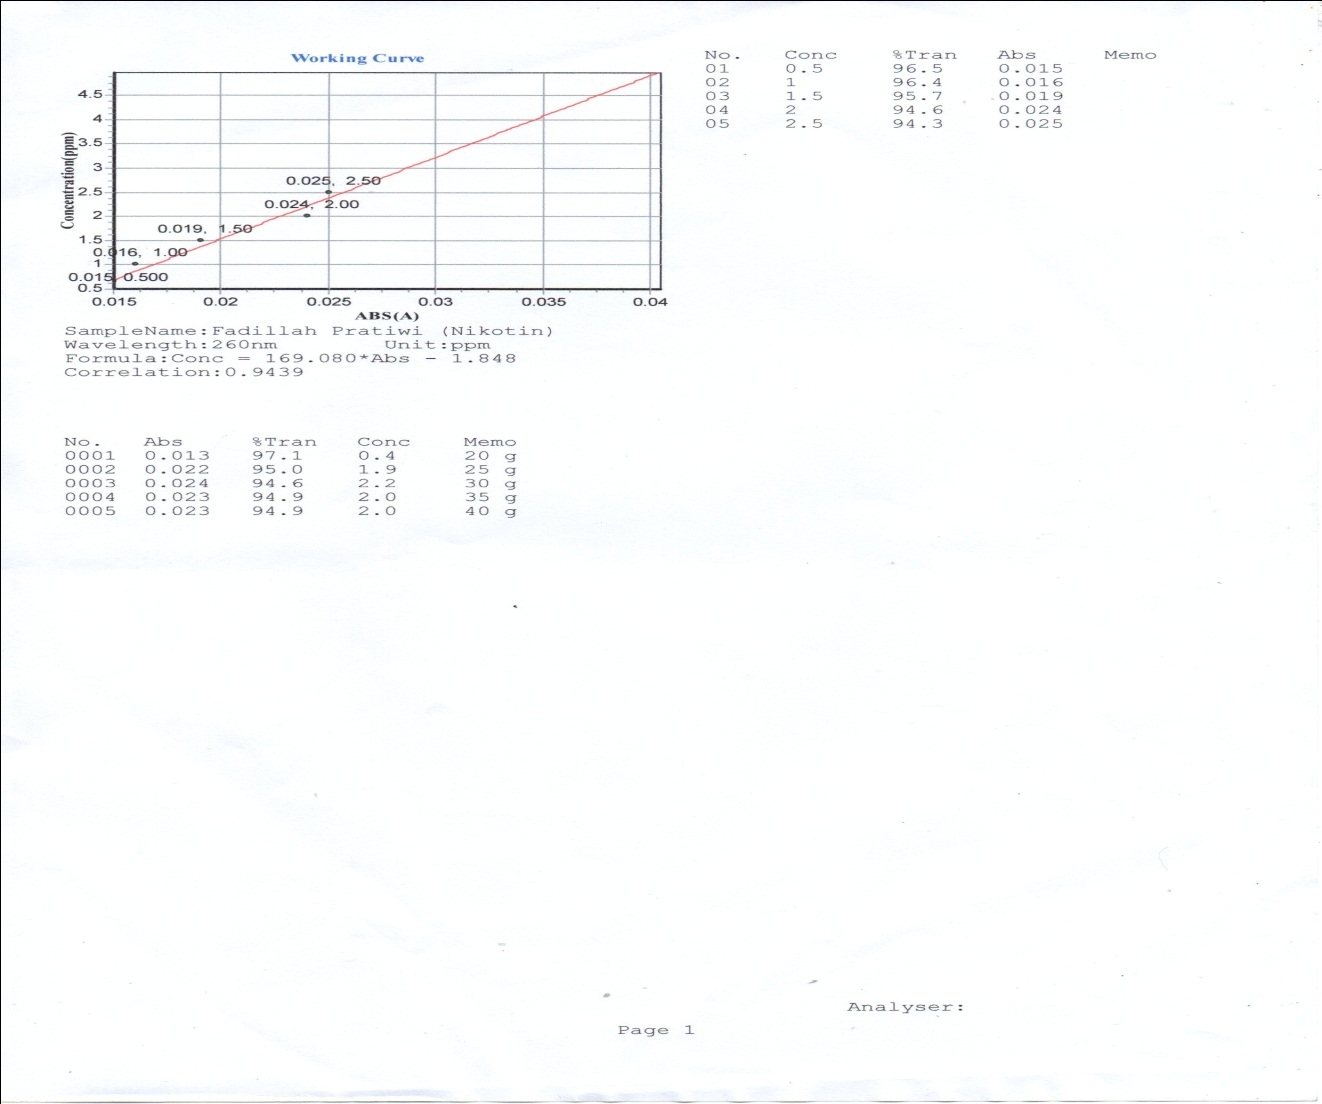 Working Curve
4.5
4
3.5
3
2.5
2
1.5
1
0.5
Concentration(ppm)
0.025, 2.50
0.024, 2.00
0.019, 1.50
0.016, 1.00
0.015, 0.500
0.015 0.02 0.025 0.03 0.035 0.04
ABS(A)
SampleName:Fadillah Pratiwi (Nikotin)
Wavelength:260nm Unit:ppm
Formula:Conc = 169.080*Abs - 1.848
Correlation:0.9439
No. Conc %Tran Abs Memo
01 0.5 96.5 0.015
02 1 96.4 0.016
03 1.5 95.7 0.019
04 2 94.6 0.024
05 2.5 94.3 0.025
No. Abs %Tran Conc Memo
0001 0.013 97.1 0.4 20 g
0002 0.022 95.0 1.9 25 g
0003 0.024 94.6 2.2 30 g
0004 0.023 94.9 2.0 35 g
0005 0.023 94.9 2.0 40 g
Analyser:
Page 1